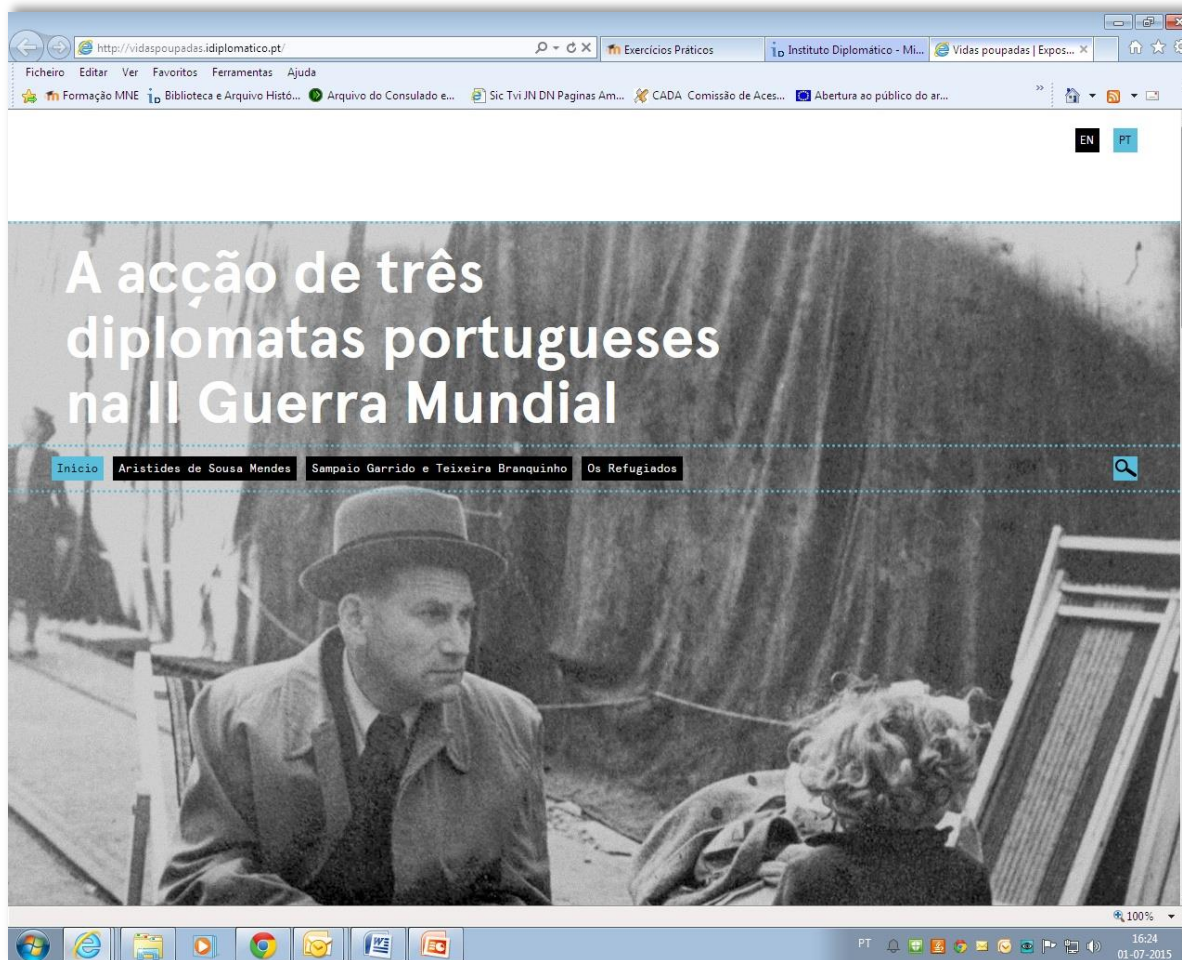 http://vidaspoupadas.idiplomatico.pt/
Exercícios Práticos
Instituto Diplomático - Mi...
Vidas poupadas | Expos...
Ficheiro Editar Ver Favoritos Ferramentas Ajuda
Formação MNE
Biblioteca e Arquivo Histó...
Arquivo do Consulado e...
Sic Tvi JN DN Paginas Am...
CADA Comissão de Aces...
Abertura ao público do ar...
EN PT
A acção de três
diplomatas portugueses
na II Guerra Mundial
Início
Aristides de Sousa Mendes
Sampaio Garrido e Teixeira Branquinho
Os Refugiados
100%
PT
16:24
01-07-2015